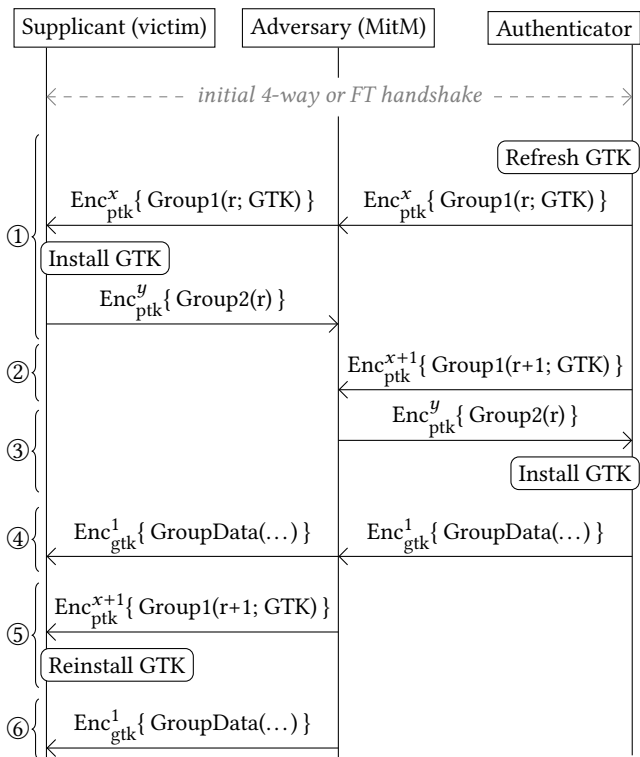 Supplicant (victim) Adversary (MitM) Authenticator
initial 4-way or FT handshake
Refresh GTK
Enc^x_ptk{ Group1(r; GTK) } Enc^x_ptk{ Group1(r; GTK) }
①
Install GTK
Enc^y_ptk{ Group2(r) }
② Enc^{x+1}_ptk{ Group1(r+1; GTK) }
Enc^y_ptk{ Group2(r) }
③
Install GTK
④ Enc^1_gtk{ GroupData(…) } Enc^1_gtk{ GroupData(…) }
Enc^{x+1}_ptk{ Group1(r+1; GTK) }
⑤
Reinstall GTK
⑥ Enc^1_gtk{ GroupData(…) }